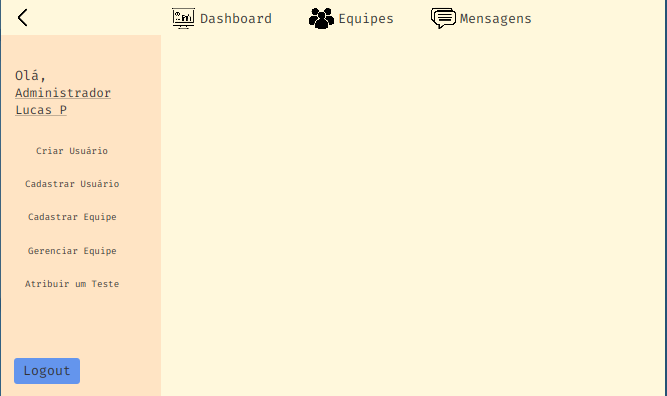 Dashboard
Equipes
Mensagens
Olá,
Administrador
Lucas P
Criar Usuário
Cadastrar Usuário
Cadastrar Equipe
Gerenciar Equipe
Atribuir um Teste
Logout